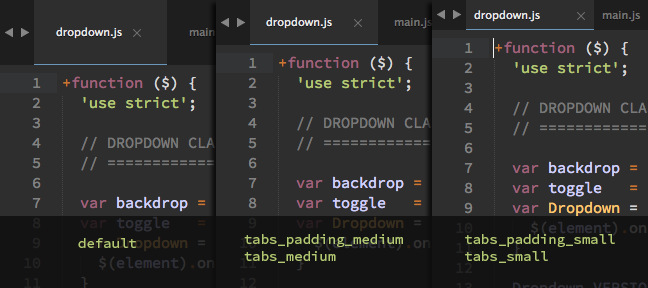 dropdown.js
main
1 +function ($) {
2 'use strict';
3
4 // DROPDOWN CLA
5 // ============
6
7 var backdrop =
8 var toggle =
9 Dropdown =
10 $(element).on
11 }
default
dropdown.js
main.
1 +function ($) {
2 'use strict';
3
4 // DROPDOWN CLA
5 // ============
6
7 var backdrop =
8 var toggle =
9 var Dropdown =
10 $(element).on
11 }
tabs_padding_medium
tabs_medium
dropdown.js
main.js
1 +function ($) {
2 'use strict';
3
4 // DROPDOWN CLA
5 // ============
6
7 var backdrop =
8 var toggle =
9 var Dropdown =
10 $(element).on
tabs_padding_small
tabs_small
13 Dropdown.VERSION